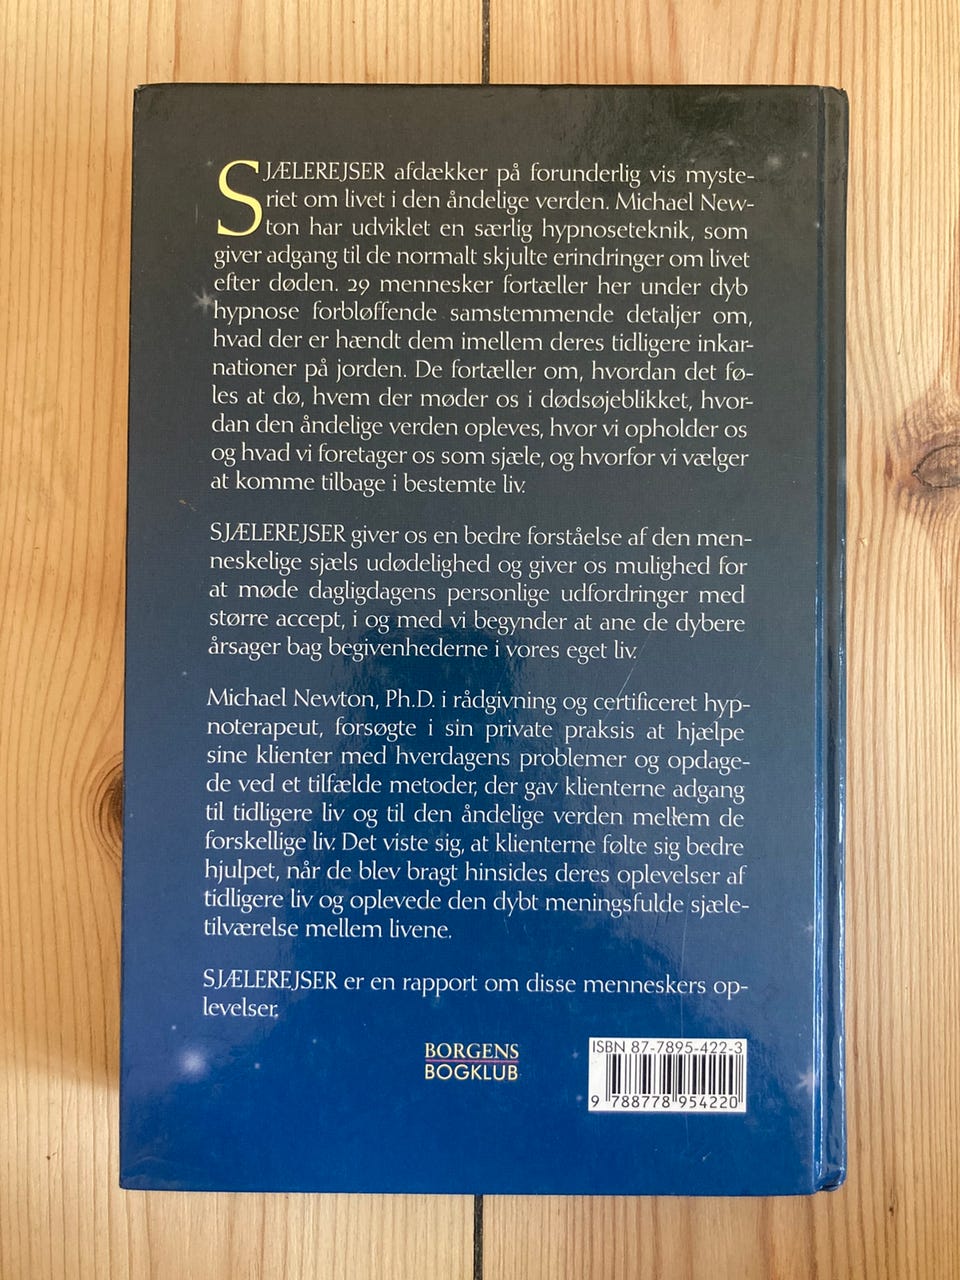 SJÆLEREJSER afdækker på forunderlig vis myste-
riet om livet i den åndelige verden. Michael New-
ton har udviklet en særlig hypnoseteknik, som
giver adgang til de normalt skjulte erindringer om livet
efter døden. 29 mennesker fortæller her under dyb
hypnose forbløffende samstemmende detaljer om,
hvad der er hændt dem imellem deres tidligere inkar-
nationer på jorden. De fortæller om, hvordan det fø-
les at dø, hvem der møder os i dødsøjeblikket, hvor-
dan den åndelige verden opleves, hvor vi opholder os
og hvad vi foretager os som sjæle, og hvorfor vi vælger
at komme tilbage i bestemte liv.
SJÆLEREJSER giver os en bedre forståelse af den men-
neskelige sjæls udødelighed og giver os mulighed for
at møde dagligdagens personlige udfordringer med
større accept, i og med vi begynder at ane de dybere
årsager bag begivenhederne i vores eget liv.
Michael Newton, Ph.D. i rådgivning og certificeret hyp-
noterapeut, forsøgte i sin private praksis at hjælpe
sine klienter med hverdagens problemer og opdage-
de ved et tilfælde metoder, der gav klienterne adgang
til tidligere liv og til den åndelige verden mellem de
forskellige liv. Det viste sig, at klienterne følte sig bedre
hjulpet, når de blev bragt hinsides deres oplevelser af
tidligere liv og oplevede den dybt meningsfulde sjæle-
tilværelse mellem livene.
SJÆLEREJSER er en rapport om disse menneskers op-
levelser.
BORGENS
BOGKLUB
ISBN 87-7895-422-3
9 788778 954220